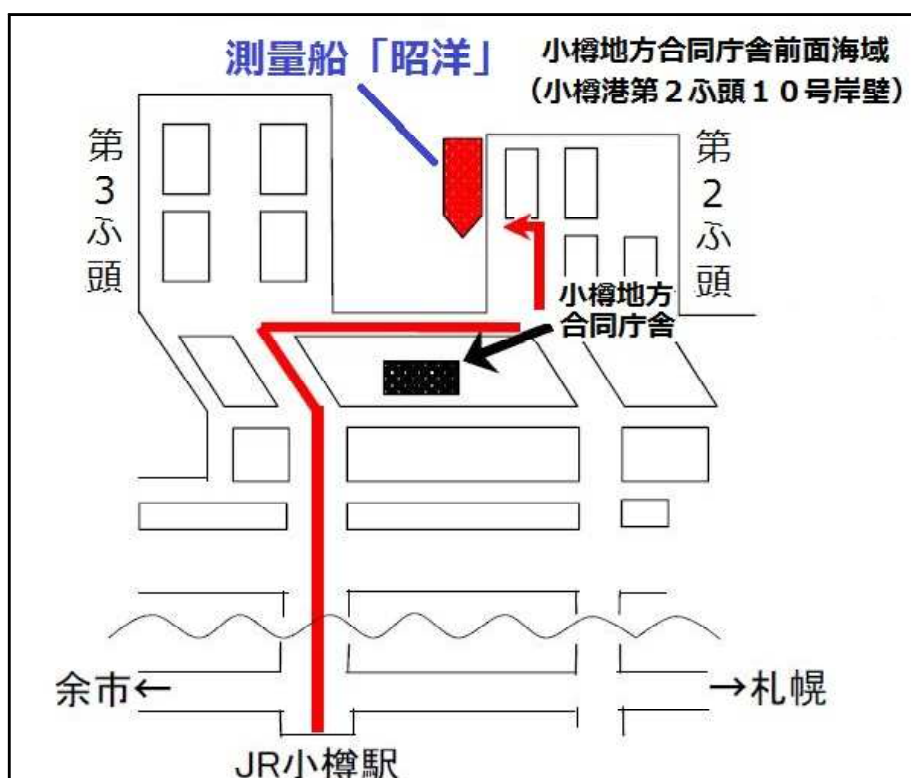 測量船「昭洋」
小樽地方合同庁舎前面海域
（小樽港第２ふ頭１０号岸壁）
第３ふ頭
第２ふ頭
小樽地方
合同庁舎
余市←
→札幌
JR小樽駅